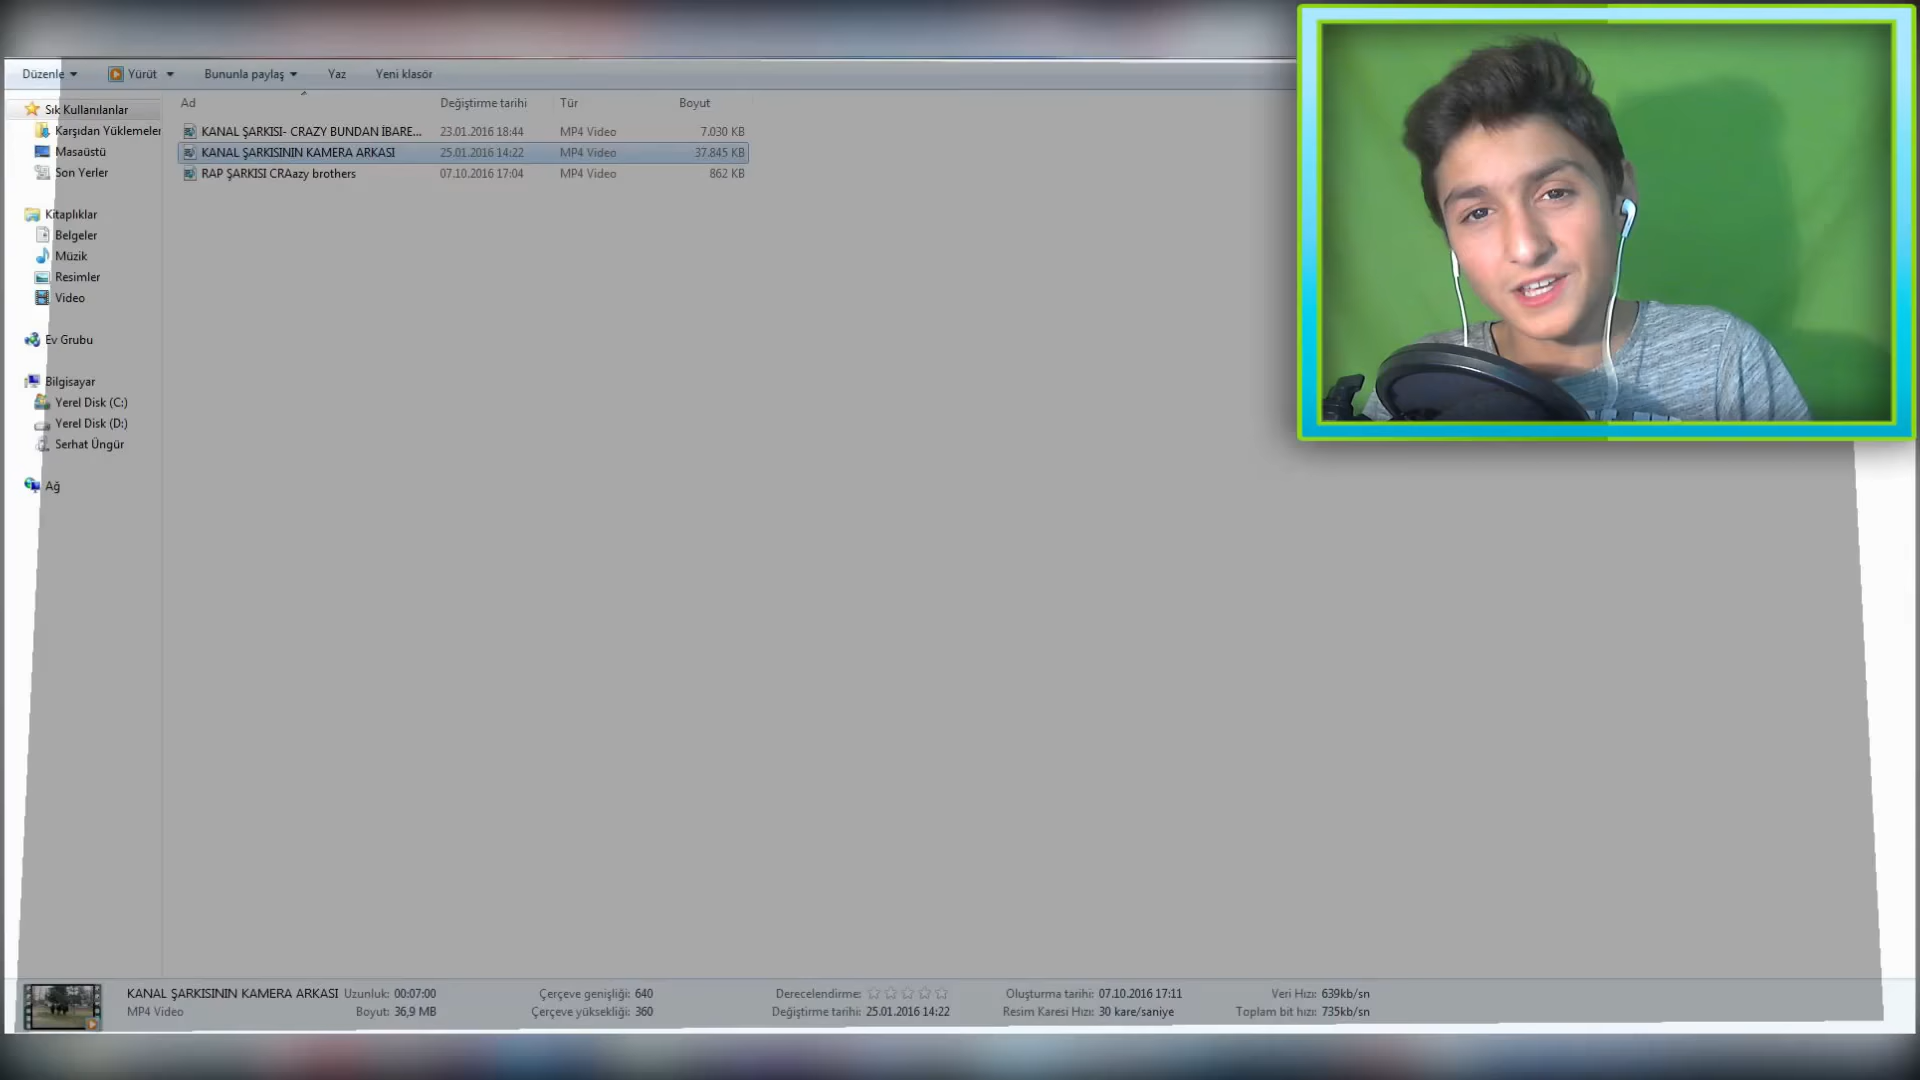 Düzenle Yürüt Bununla paylaş Yaz Yeni klasör
Ad Değiştirme tarihi Tür Boyut
KANAL ŞARKISI- CRAZY BUNDAN İBARE... 23.01.2016 18:44 MP4 Video 7.030 KB
KANAL ŞARKISININ KAMERA ARKASI 25.01.2016 14:22 MP4 Video 37.845 KB
RAP ŞARKISI CRAazy brothers 07.10.2016 17:04 MP4 Video 862 KB
Sık Kullanılanlar
Karşıdan Yüklemeler
Masaüstü
Son Yerler
Kitaplıklar
Belgeler
Müzik
Resimler
Video
Ev Grubu
Bilgisayar
Yerel Disk (C:)
Yerel Disk (D:)
Serhat Üngür
Ağ
KANAL ŞARKISININ KAMERA ARKASI Uzunluk: 00:07:00 Çerçeve genişliği: 640 Derecelendirme: Oluşturma tarihi: 07.10.2016 17:11 Veri Hızı: 639kb/sn
MP4 Video Boyut: 36,9 MB Çerçeve yüksekliği: 360 Değiştirme tarihi: 25.01.2016 14:22 Resim Karesi Hızı: 30 kare/saniye Toplam bit hızı: 735kb/sn